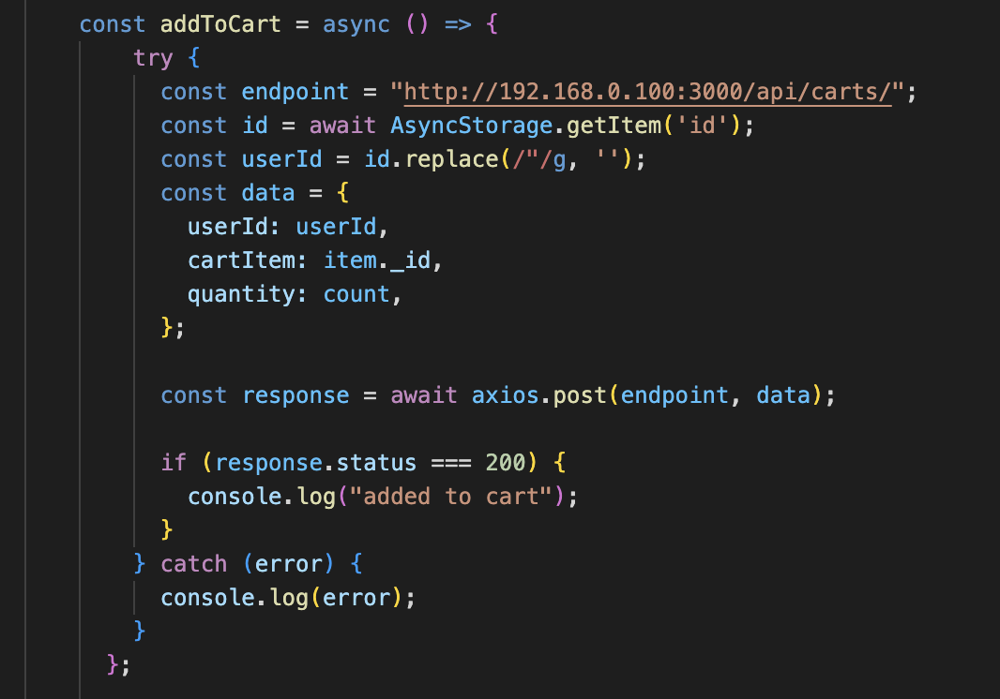 const addToCart = async () => {
try {
const endpoint = "http://192.168.0.100:3000/api/carts/";
const id = await AsyncStorage.getItem('id');
const userId = id.replace(/"/g, '');
const data = {
userId: userId,
cartItem: item._id,
quantity: count,
};
const response = await axios.post(endpoint, data);
if (response.status === 200) {
console.log("added to cart");
}
} catch (error) {
console.log(error);
}
};